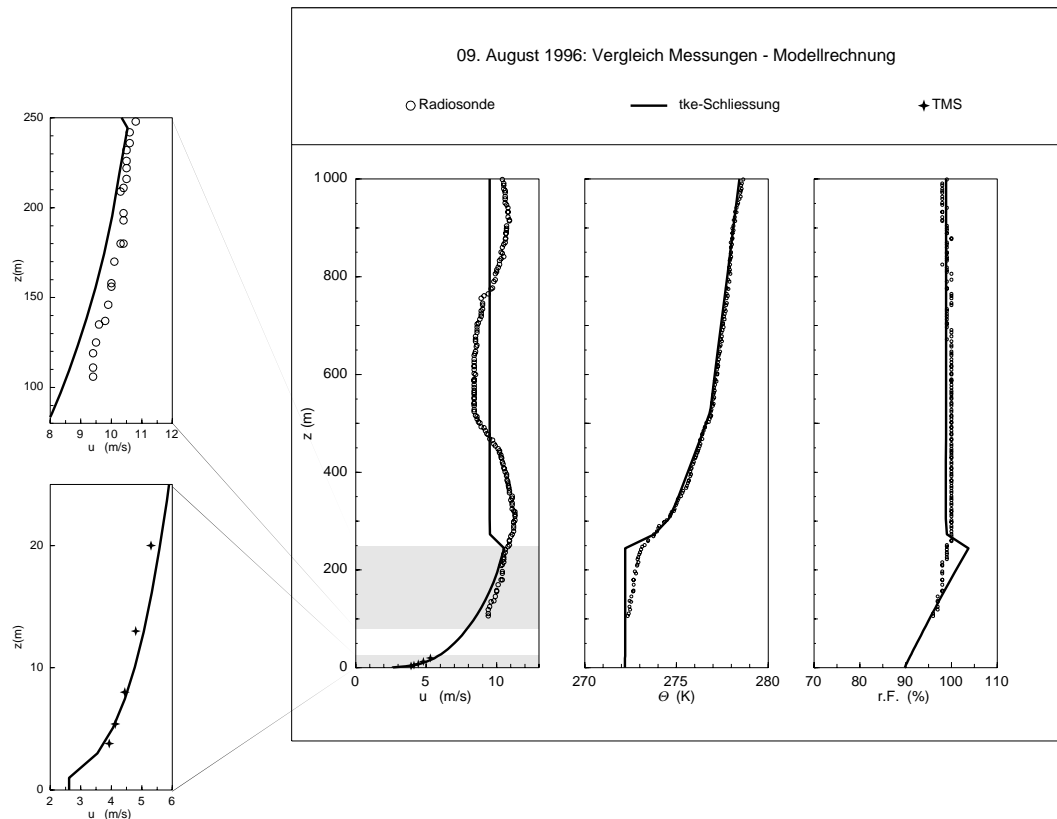 09. August 1996: Vergleich Messungen - Modellrechnung
Radiosonde
tke-Schliessung
TMS
250
200
150
100
z(m)
8 9 10 11 12
u (m/s)
20
10
0
z(m)
2 3 4 5 6
u (m/s)
1000
800
600
400
200
0
z (m)
0 5 10
u (m/s)
270 275 280
Θ (K)
70 80 90 100 110
r.F. (%)